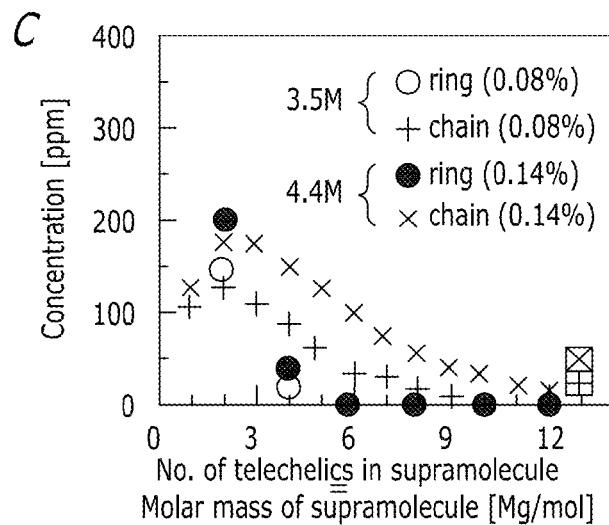 C
400
300
200
100
0
Concentration [ppm]
3.5M
ring (0.08%)
chain (0.08%)
4.4M
ring (0.14%)
chain (0.14%)
0 3 6 9 12
No. of telechelics in supramolecule
=
Molar mass of supramolecule [Mg/mol]